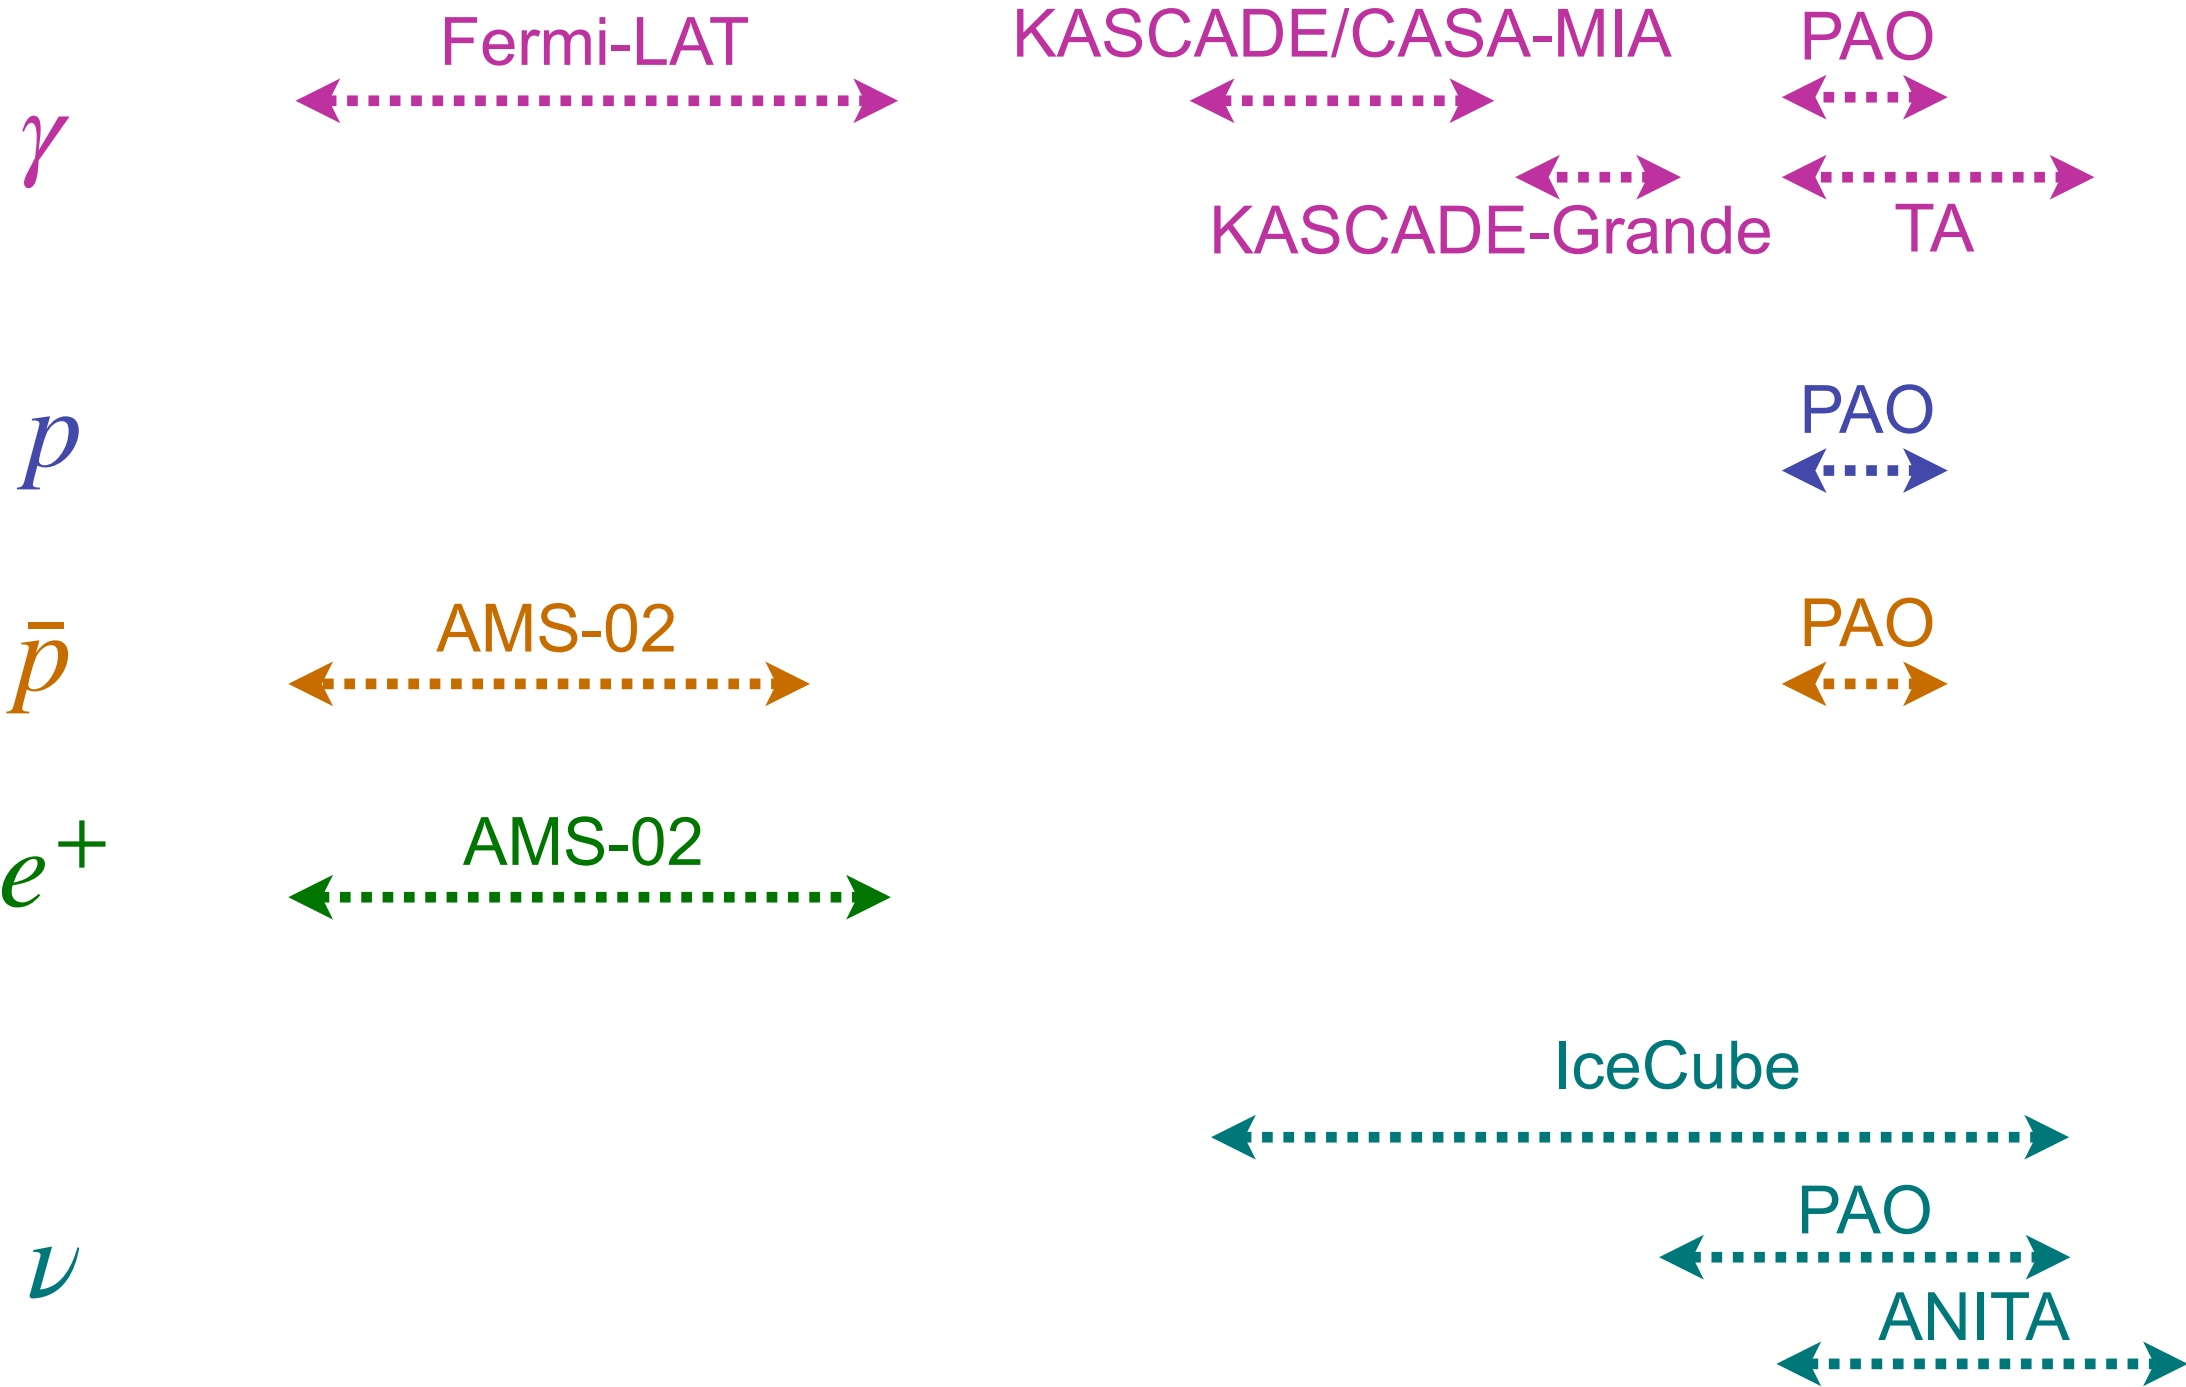 Fermi-LAT KASCADE/CASA-MIA PAO
γ
KASCADE-Grande TA
p PAO
p̄ AMS-02 PAO
e⁺ AMS-02
IceCube
PAO
ν
ANITA